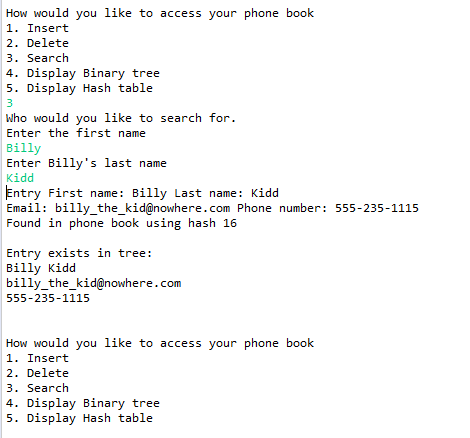 How would you like to access your phone book
1. Insert
2. Delete
3. Search
4. Display Binary tree
5. Display Hash table
3
Who would you like to search for.
Enter the first name
Billy
Enter Billy's last name
Kidd
Entry First name: Billy Last name: Kidd
Email: billy_the_kid@nowhere.com Phone number: 555-235-1115
Found in phone book using hash 16
Entry exists in tree:
Billy Kidd
billy_the_kid@nowhere.com
555-235-1115
How would you like to access your phone book
1. Insert
2. Delete
3. Search
4. Display Binary tree
5. Display Hash table